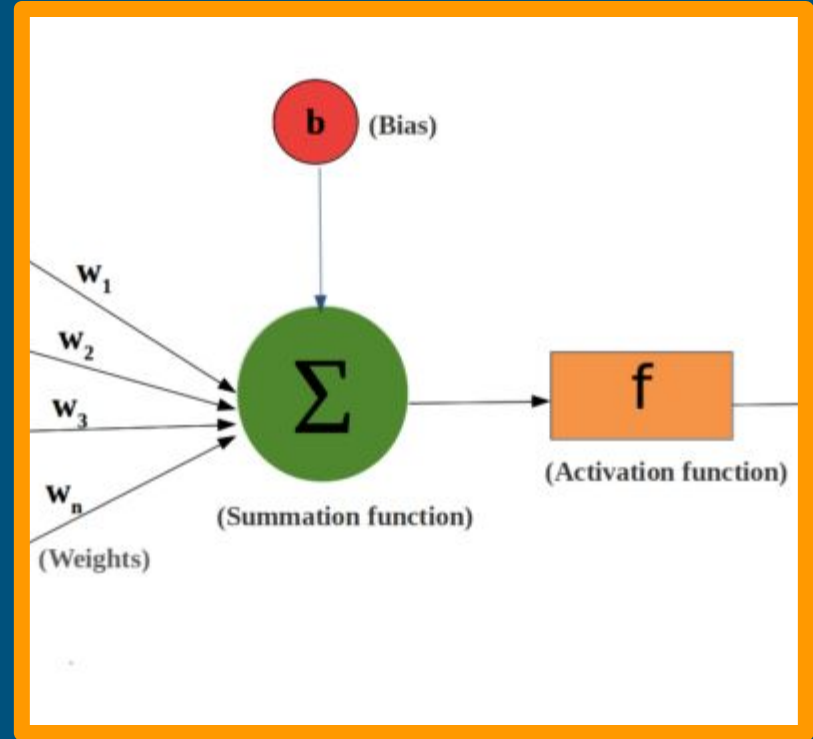 b (Bias)
w1
w2
w3
wn
(Weights)
Σ
(Summation function)
f
(Activation function)